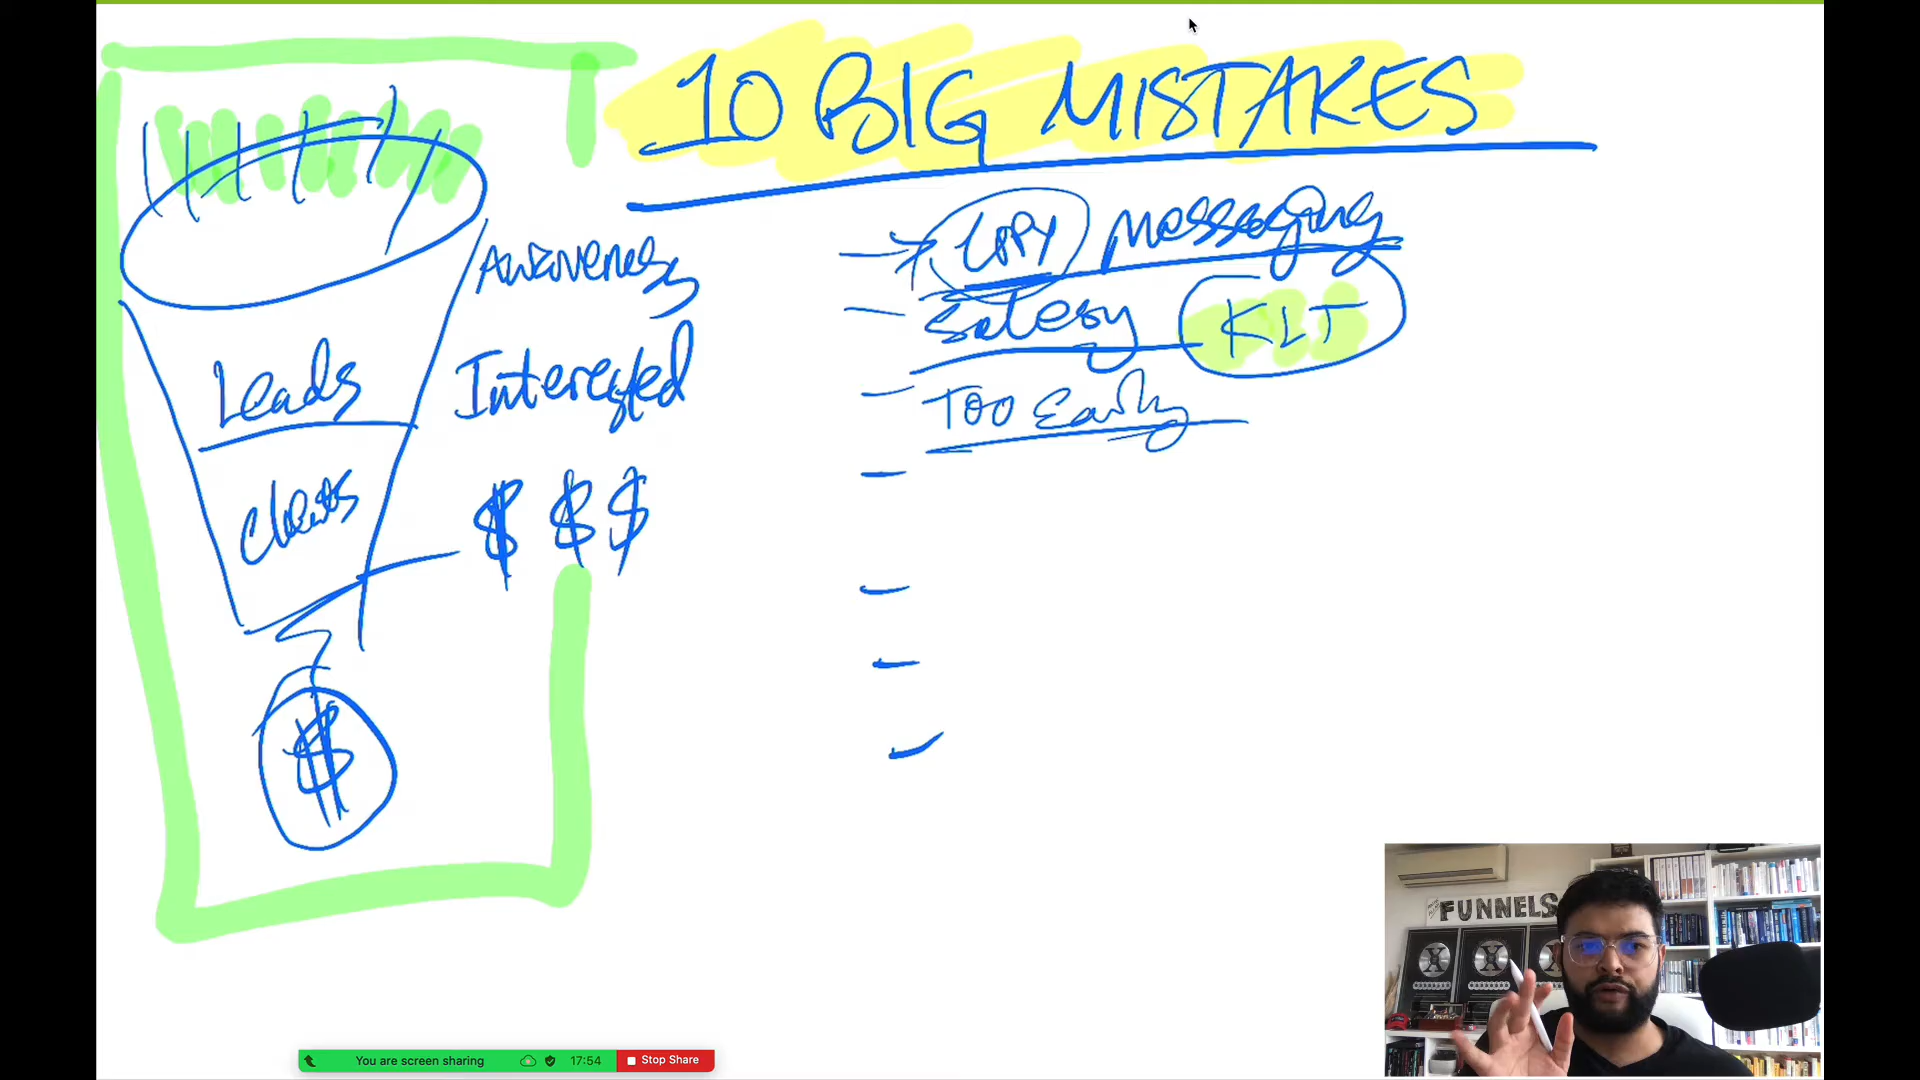 10 BIG MISTAKES
Awareness
Leads
Interested
clients
$ $ $
$
COPY messaging
Salesy KLT
TOO Early
FUNNELS
X X X
You are screen sharing 17:54 Stop Share